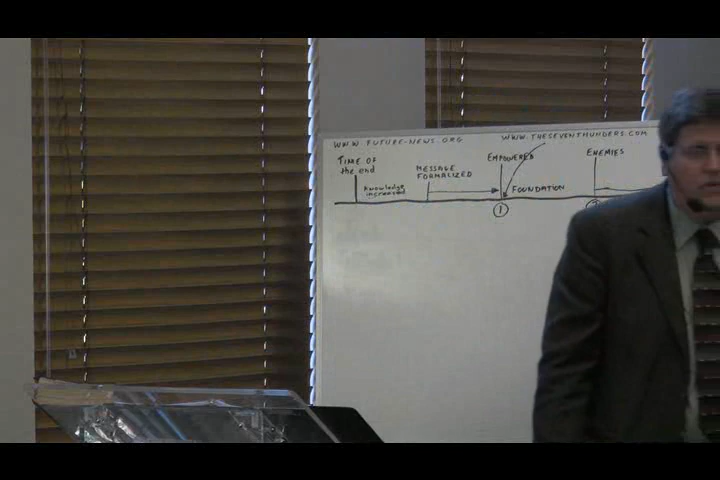 WWW.FUTURE-NEWS.ORG WWW.THESEVENTHUNDERS.COM
TIME OF
the end
MESSAGE
FORMALIZED
EMPOWERED
ENEMIES
Knowledge
increased
FOUNDATION
1